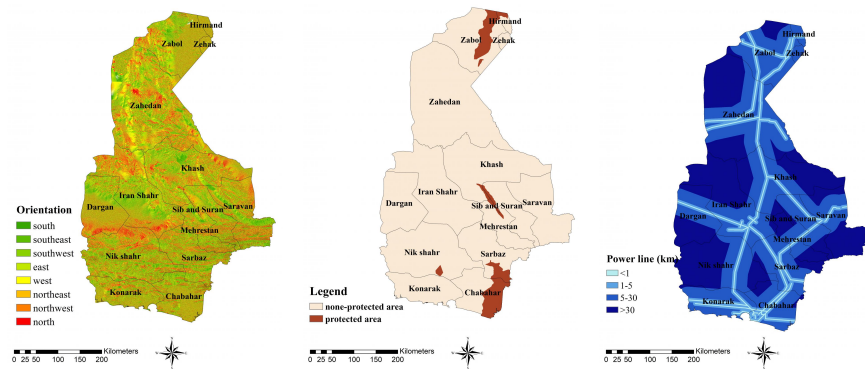 Hirmand
Zabol
Zehak
Zahedan
Khash
Iran Shahr
Dargan
Sib and Suran
Saravan
Mehrestan
Nik shahr
Sarbaz
Konarak
Chabahar
Orientation
south
southeast
southwest
east
west
northeast
northwest
north
0 25 50 100 150 200
Kilometers
Hirmand
Zabol
Zehak
Zahedan
Khash
Iran Shahr
Dargan
Sib and Suran
Saravan
Mehrestan
Nik shahr
Sarbaz
Konarak
Chabahar
Legend
none-protected area
protected area
0 25 50 100 150 200
Kilometers
Hirmand
Zabol
Zehak
Zahedan
Khash
Iran Shahr
Dargan
Sib and Suran
Saravan
Mehrestan
Nik shahr
Sarbaz
Konarak
Chabahar
Power line (km)
<1
1-5
5-30
>30
0 25 50 100 150 200
Kilometers